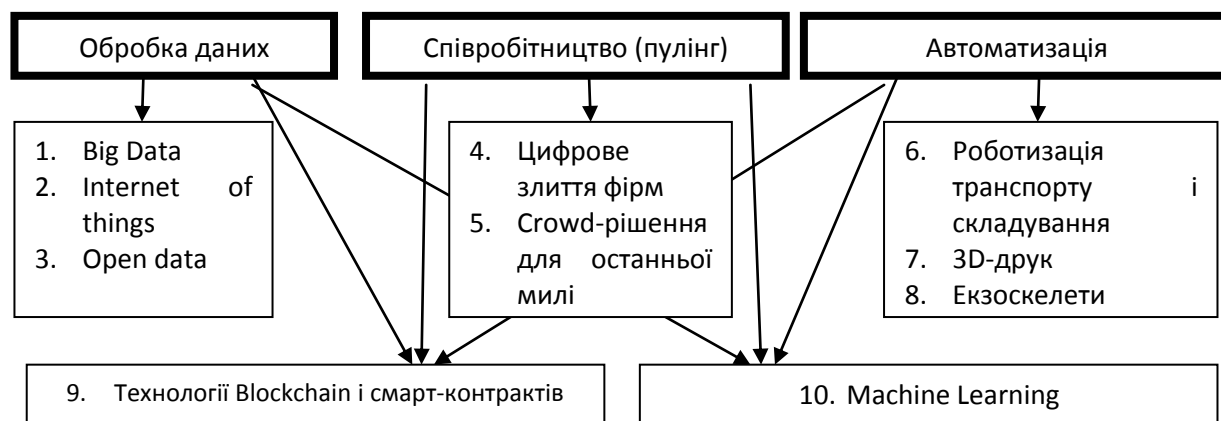 Обробка даних
Співробітництво (пулінг)
Автоматизація
1. Big Data
2. Internet of
things
3. Open data
4. Цифрове
злиття фірм
5. Crowd-рішення
для останньої
милі
6. Роботизація
транспорту і
складування
7. 3D-друк
8. Екзоскелети
9. Технології Blockchain і смарт-контрактів
10. Machine Learning